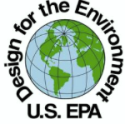 Design for the Environment
U.S. EPA